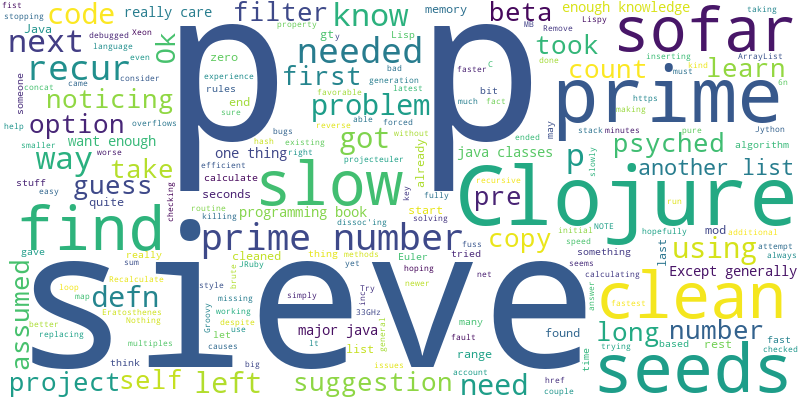 p p
sieve
Clojure
sofar
prime
seeds
clean
slow
find
prime number
code
filter
know
beta
enough knowledge
really care
memory
taking
Lispy
fist
stopping
debugged
Xeon
Java
language
Remove
MB
inserting
ArrayList
next
Ok
zero
gt
y
Lisp
needed
took
recur
property
experience
even
consider
first
faster
C
count
learn
kind
done
must
6n
noticing
concat
came
rules
end
sure
bad
generation
latest
favorable
problem
bit
much
fact
https
making
someone
option
overflows
help
smaller
want enough
worse
hash
existing
forced
able
without
reverse
bugs
got
ended
may
stack
minutes
pure
Jython
psyched
algorithm
way
take
one thing
right
efficient
calculate
projecteuler
already
java classes
p
another list
slowly
stuff
easy
guess
checking
seconds
key
fully
pre
recursive
run
quite
routine
killing
programming book
dissoc'ing
solving
start
NOTE
initial
additional
copy
using
mod
hopefully
speed
attempt
always
gave
cleaned
fuss
tried
Euler
thing
methods
yet
hoping
newer
something
last
seems
calculating
Except generally
assumed
defn
sum
Recalculate
loop
map
better
replacing
Eratosthenes
Nothing
multiples
really
style
missing
working
despite
use
let
causes
Groovy
JRuby
brute
simply
Try
inc
33GHz
lt
major java
net
many
fault
found
answer
fastest
long
number
based
rest
fast
checked
trying
time
project
self
left
think
big
list
general
Issues
account
range
suggestion
need
href
couple